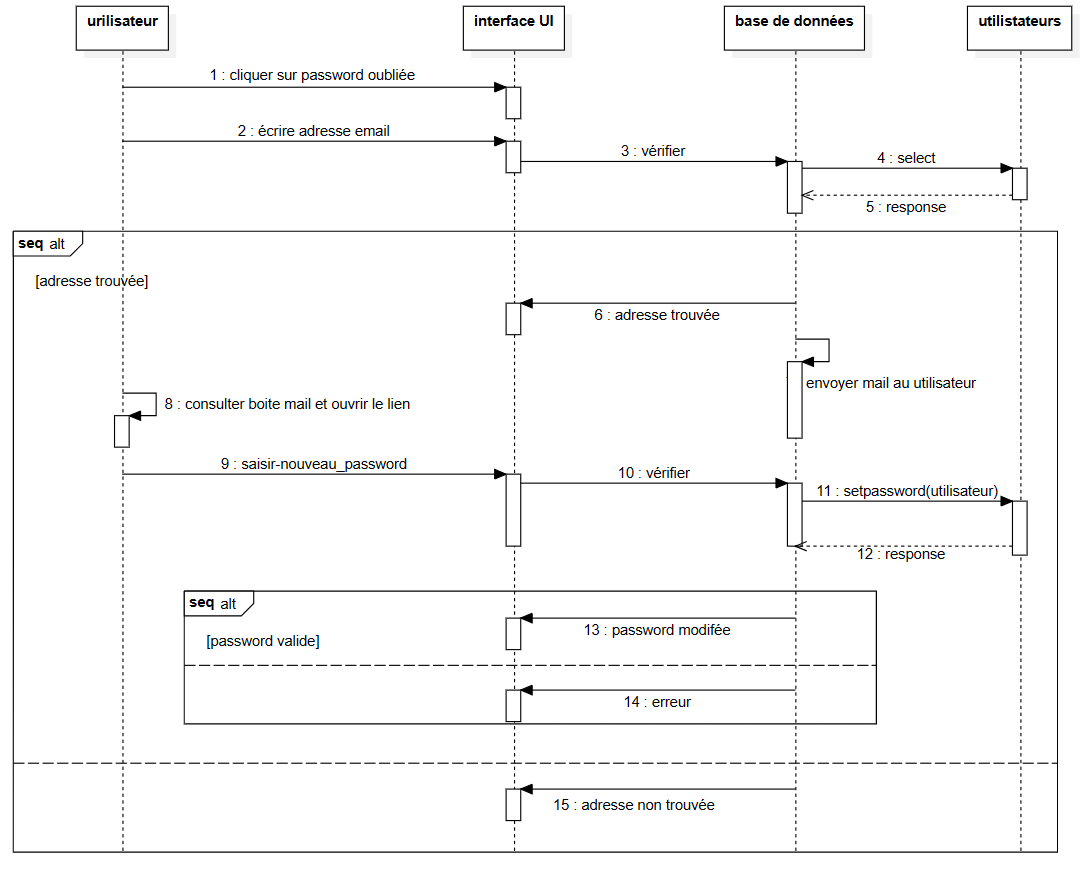 urilisateur
interface UI
base de données
utilistateurs
1 : cliquer sur password oubliée
2 : écrire adresse email
3 : vérifier
4 : select
5 : response
seq alt
[adresse trouvée]
6 : adresse trouvée
envoyer mail au utilisateur
8 : consulter boite mail et ouvrir le lien
9 : saisir-nouveau_password
10 : vérifier
11 : setpassword(utilisateur)
12 : response
seq alt
13 : password modifée
[password valide]
14 : erreur
15 : adresse non trouvée